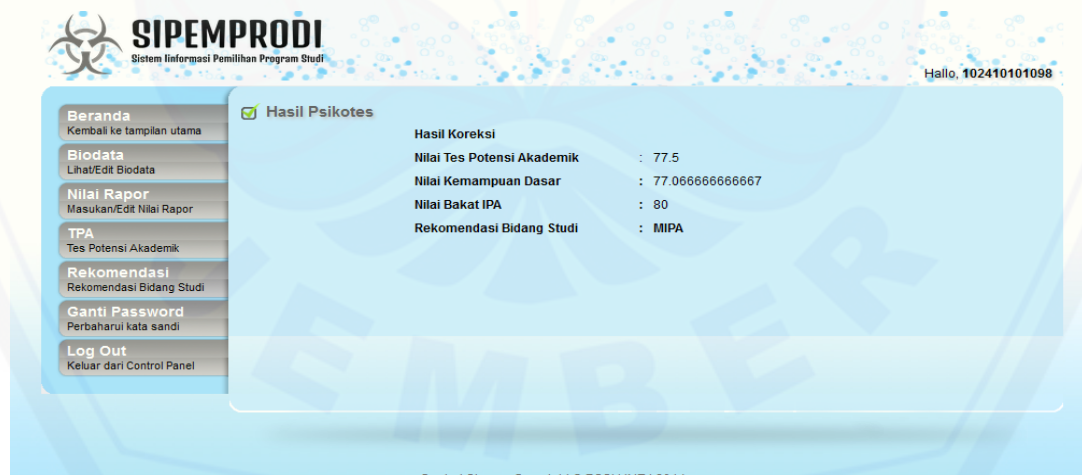 SIPEMPRODI
Sistem Iinformasi Pemilihan Program Studi
Hallo, 102410101098
Beranda
Kembali ke tampilan utama
Biodata
Lihat/Edit Biodata
Nilai Rapor
Masukan/Edit Nilai Rapor
TPA
Tes Potensi Akademik
Rekomendasi
Rekomendasi Bidang Studi
Ganti Password
Perbaharui kata sandi
Log Out
Keluar dari Control Panel
Hasil Psikotes
Hasil Koreksi
Nilai Tes Potensi Akademik : 77.5
Nilai Kemampuan Dasar : 77.066666666667
Nilai Bakat IPA : 80
Rekomendasi Bidang Studi : MIPA
EMBER